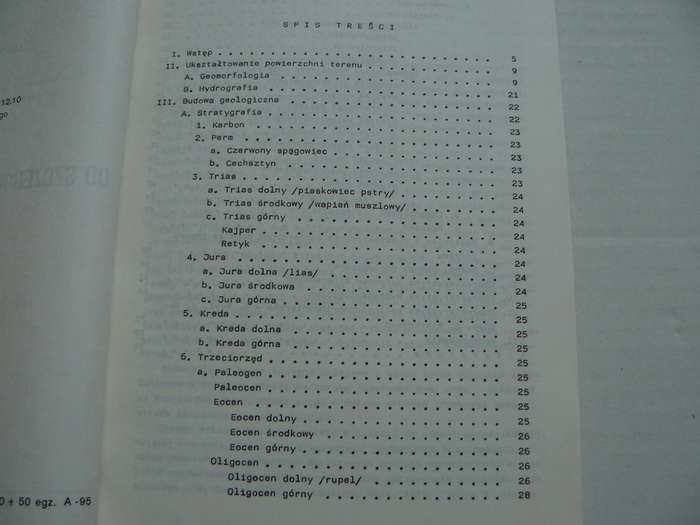 SPIS TREŚCI
I. Wstęp . . . . . . . . . . . . . . . . . . . . . . . . 5
II. Ukształtowanie powierzchni terenu . . . . . . . . . . . 9
A. Geomorfologia . . . . . . . . . . . . . . . . . . 9
B. Hydrografia . . . . . . . . . . . . . . . . . . . 21
III. Budowa geologiczna . . . . . . . . . . . . . . . . . . 22
A. Stratygrafia . . . . . . . . . . . . . . . . . . . 22
1. Karbon . . . . . . . . . . . . . . . . . . . . . 23
2. Perm . . . . . . . . . . . . . . . . . . . . . . 23
a. Czerwony spągowiec . . . . . . . . . . . . . . 23
b. Cechsztyn . . . . . . . . . . . . . . . . . . 23
3. Trias . . . . . . . . . . . . . . . . . . . . . 23
a. Trias dolny /piaskowiec pstry/ . . . . . . . . 24
b. Trias środkowy /wapień muszlowy/ . . . . . . . 24
c. Trias górny . . . . . . . . . . . . . . . . . 24
Kajper . . . . . . . . . . . . . . . . . . . 24
Retyk . . . . . . . . . . . . . . . . . . . . 24
4. Jura . . . . . . . . . . . . . . . . . . . . . . 24
a. Jura dolna /lias/ . . . . . . . . . . . . . . 24
b. Jura środkowa . . . . . . . . . . . . . . . . 24
c. Jura górna . . . . . . . . . . . . . . . . . . 25
5. Kreda . . . . . . . . . . . . . . . . . . . . . . 25
a. Kreda dolna . . . . . . . . . . . . . . . . . 25
b. Kreda górna . . . . . . . . . . . . . . . . . 25
6. Trzeciorzęd . . . . . . . . . . . . . . . . . . . 25
a. Paleogen . . . . . . . . . . . . . . . . . . . 25
Paleocen . . . . . . . . . . . . . . . . . . 25
Eocen . . . . . . . . . . . . . . . . . . . . 25
Eocen dolny . . . . . . . . . . . . . . . . 25
Eocen środkowy . . . . . . . . . . . . . . 26
Eocen górny . . . . . . . . . . . . . . . . 26
Oligocen . . . . . . . . . . . . . . . . . . 26
Oligocen dolny /rupel/ . . . . . . . . . . 26
Oligocen górny . . . . . . . . . . . . . . 28
12.10
go
0 + 50 egz. A -95